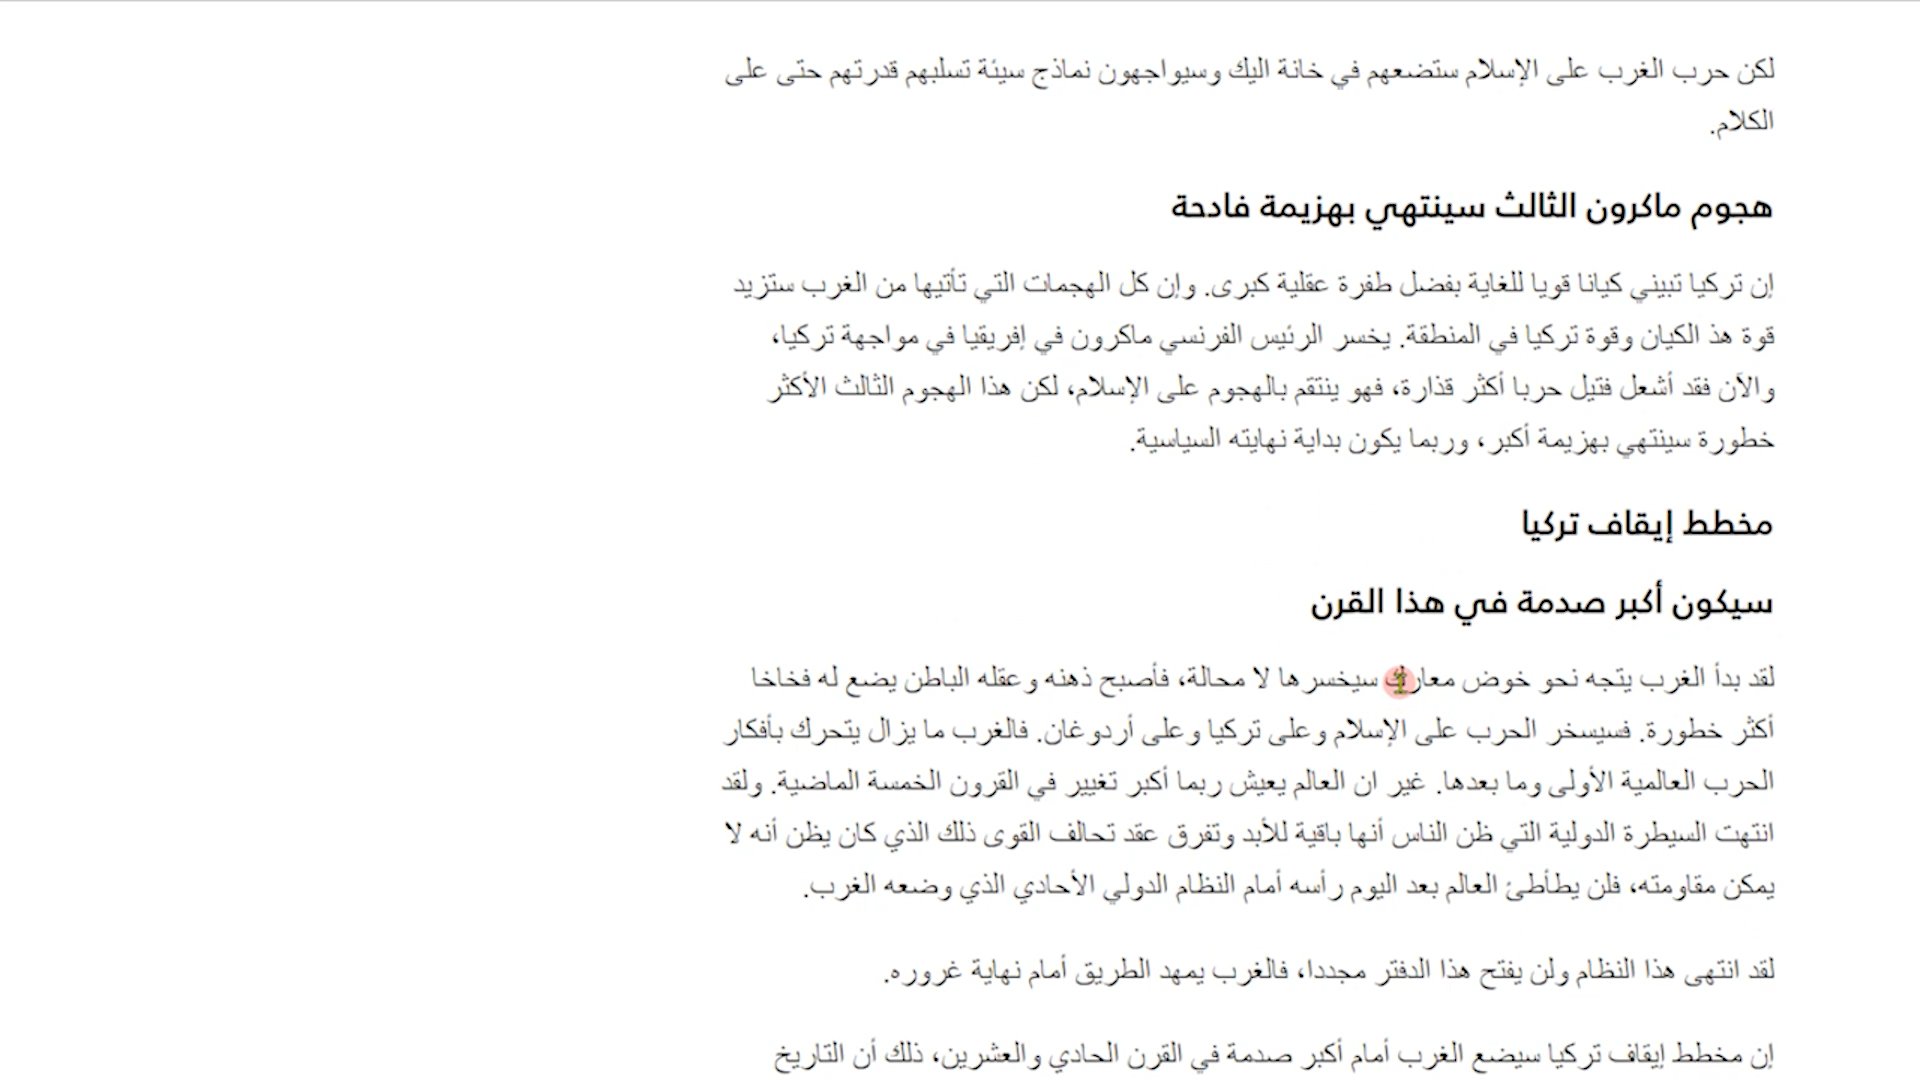 لكن حرب الغرب على الإسلام ستضعهم في خانة اليك وسيواجهون نماذج سيئة تسلبهم قدرتهم حتى على
الكلام.
هجوم ماكرون الثالث سينتهي بهزيمة فادحة
إن تركيا تبيني كيانا قويا للغاية بفضل طفرة عقلية كبرى. وإن كل الهجمات التي تأتيها من الغرب ستزيد
قوة هذ الكيان وقوة تركيا في المنطقة. يخسر الرئيس الفرنسي ماكرون في إفريقيا في مواجهة تركيا،
والآن فقد أشعل فتيل حربا أكثر قذارة، فهو ينتقم بالهجوم على الإسلام، لكن هذا الهجوم الثالث الأكثر
خطورة سينتهي بهزيمة أكبر، وربما يكون بداية نهايته السياسية.
مخطط إيقاف تركيا
سيكون أكبر صدمة في هذا القرن
لقد بدأ الغرب يتجه نحو خوض معارك سيخسرها لا محالة، فأصبح ذهنه وعقله الباطن يضع له فخاخا
أكثر خطورة. فسيسخر الحرب على الإسلام وعلى تركيا وعلى أردوغان. فالغرب ما يزال يتحرك بأفكار
الحرب العالمية الأولى وما بعدها. غير ان العالم يعيش ربما أكبر تغيير في القرون الخمسة الماضية. ولقد
انتهت السيطرة الدولية التي ظن الناس أنها باقية للأبد وتفرق عقد تحالف القوى ذلك الذي كان يظن أنه لا
يمكن مقاومته، فلن يطأطئ العالم بعد اليوم رأسه أمام النظام الدولي الأحادي الذي وضعه الغرب.
لقد انتهى هذا النظام ولن يفتح هذا الدفتر مجددا، فالغرب يمهد الطريق أمام نهاية غروره.
إن مخطط إيقاف تركيا سيضع الغرب أمام أكبر صدمة في القرن الحادي والعشرين، ذلك أن التاريخ